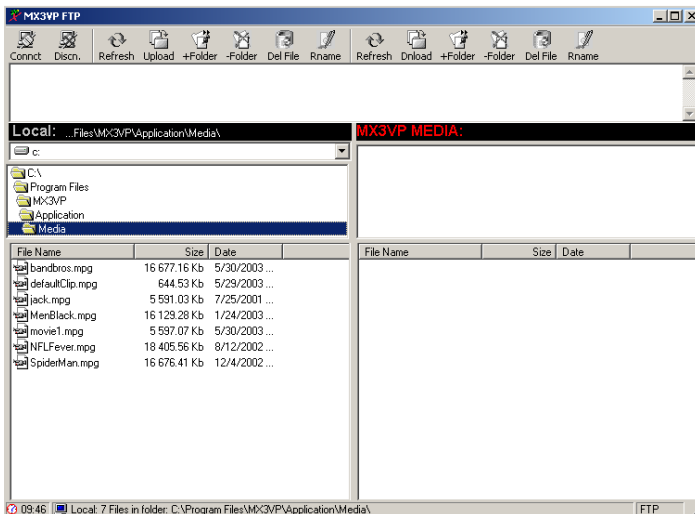 MX3VP FTP
Connct Discn. Refresh Upload +Folder -Folder Del File Rname Refresh Dnload +Folder -Folder Del File Rname
Local: ...Files\MX3VP\Application\Media\ MX3VP MEDIA:
c:
C:\
Program Files
MX3VP
Application
Media
File Name Size Date File Name Size Date
bandbros.mpg 16 677.16 Kb 5/30/2003 ...
defaultClip.mpg 644.53 Kb 5/29/2003 ...
jack.mpg 5 591.03 Kb 7/25/2001 ...
MenBlack.mpg 16 129.28 Kb 1/24/2003 ...
movie1.mpg 5 597.07 Kb 5/30/2003 ...
NFLFever.mpg 18 405.56 Kb 8/12/2002 ...
SpiderMan.mpg 16 676.41 Kb 12/4/2002 ...
09:46 Local: 7 Files in folder: C:\Program Files\MX3VP\Application\Media\ FTP